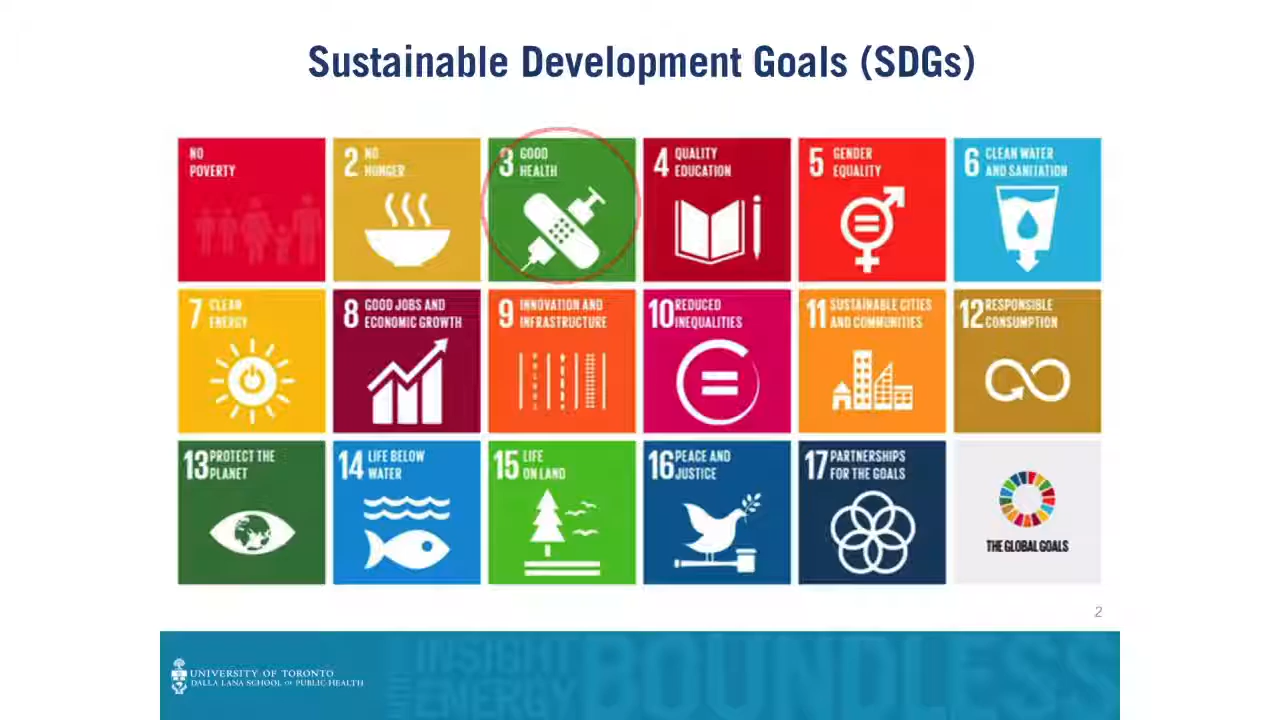 Sustainable Development Goals (SDGs)
NO
POVERTY
2 NO
HUNGER
3 GOOD
HEALTH
4 QUALITY
EDUCATION
5 GENDER
EQUALITY
6 CLEAN WATER
AND SANITATION
7 CLEAN
ENERGY
8 GOOD JOBS AND
ECONOMIC GROWTH
9 INNOVATION AND
INFRASTRUCTURE
10 REDUCED
INEQUALITIES
11 SUSTAINABLE CITIES
AND COMMUNITIES
12 RESPONSIBLE
CONSUMPTION
13 PROTECT THE
PLANET
14 LIFE BELOW
WATER
15 LIFE
ON LAND
16 PEACE AND
JUSTICE
17 PARTNERSHIPS
FOR THE GOALS
THE GLOBAL GOALS
2
UNIVERSITY OF TORONTO
DALLA LANA SCHOOL OF PUBLIC HEALTH
INSIGHT
ENERGY
BOUNDLESS